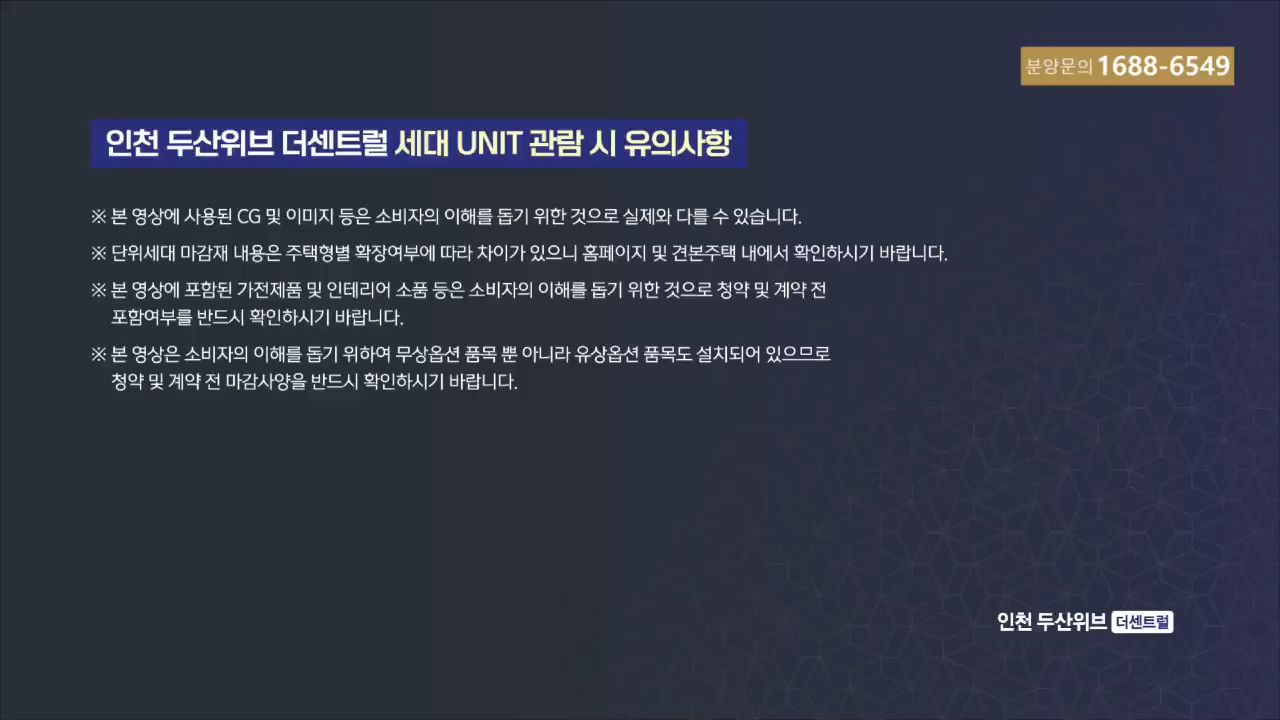 분양문의 1688-6549
인천 두산위브 더센트럴 세대 UNIT 관람 시 유의사항
※ 본 영상에 사용된 CG 및 이미지 등은 소비자의 이해를 돕기 위한 것으로 실제와 다를 수 있습니다.
※ 단위세대 마감재 내용은 주택형별 확장여부에 따라 차이가 있으니 홈페이지 및 견본주택 내에서 확인하시기 바랍니다.
※ 본 영상에 포함된 가전제품 및 인테리어 소품 등은 소비자의 이해를 돕기 위한 것으로 청약 및 계약 전
포함여부를 반드시 확인하시기 바랍니다.
※ 본 영상은 소비자의 이해를 돕기 위하여 무상옵션 품목 뿐 아니라 유상옵션 품목도 설치되어 있으므로
청약 및 계약 전 마감사양을 반드시 확인하시기 바랍니다.
인천 두산위브 더센트럴